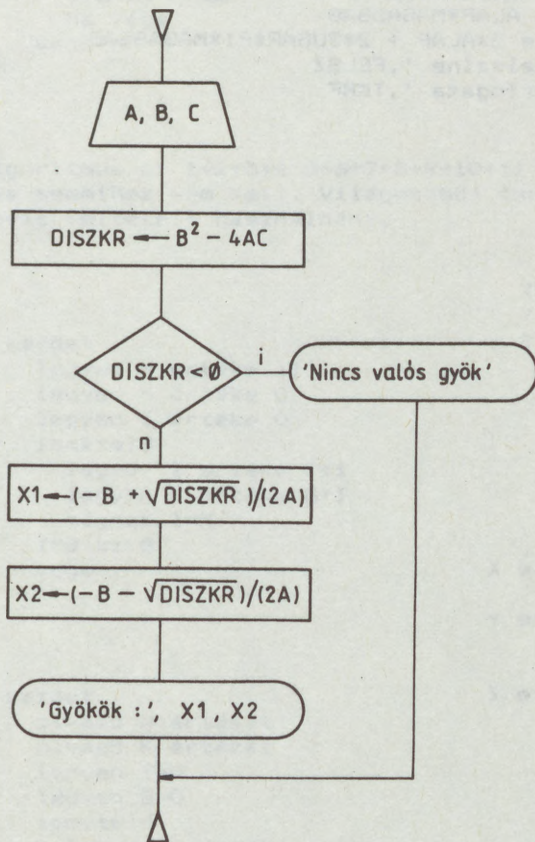 A, B, C
DISZKR ← B² − 4AC
DISZKR < Ø
i
'Nincs valós gyök'
n
X1 ← (−B + √DISZKR)/(2A)
X2 ← (−B − √DISZKR)/(2A)
'Gyökök :', X1, X2